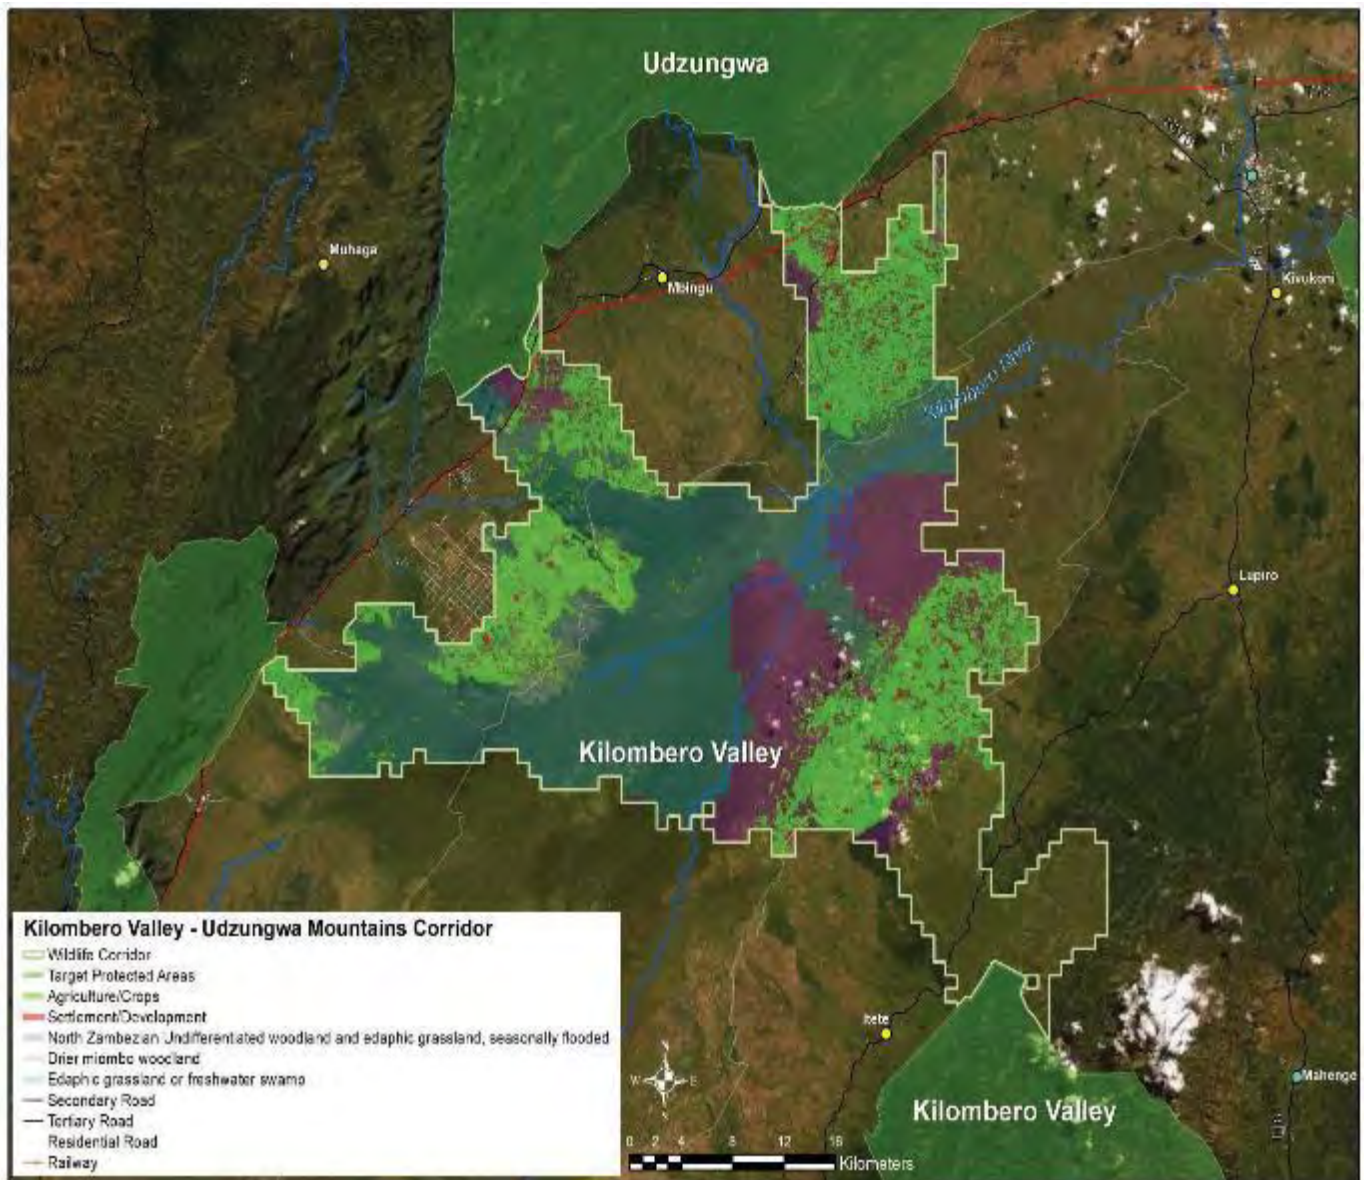 Udzungwa
Muhaga
Mbingu
Kivukoni
Kilombero River
Lupiro
Kilombero Valley
Itete
Mahenge
Kilombero Valley
Kilombero Valley - Udzungwa Mountains Corridor
Wildlife Corridor
Target Protected Areas
Agriculture/Crops
Settlement/Development
North Zambezian Undifferentiated woodland and edaphic grassland, seasonally flooded
Drier miombo woodland
Edaphic grassland or freshwater swamp
Secondary Road
Tertiary Road
Residential Road
Railway
W E
0 2 4 8 12 16
Kilometers